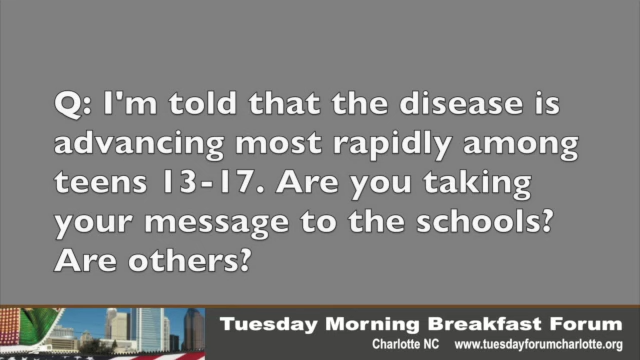 Q: I'm told that the disease is
advancing most rapidly among
teens 13-17. Are you taking
your message to the schools?
Are others?
Tuesday Morning Breakfast Forum
Charlotte NC www.tuesdayforumcharlotte.org